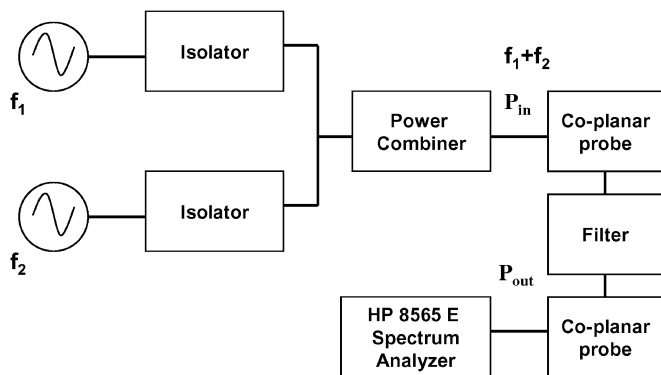 f1
Isolator
f2
Isolator
Power
Combiner
f1+f2
Pin
Co-planar
probe
Filter
Pout
Co-planar
probe
HP 8565 E
Spectrum
Analyzer